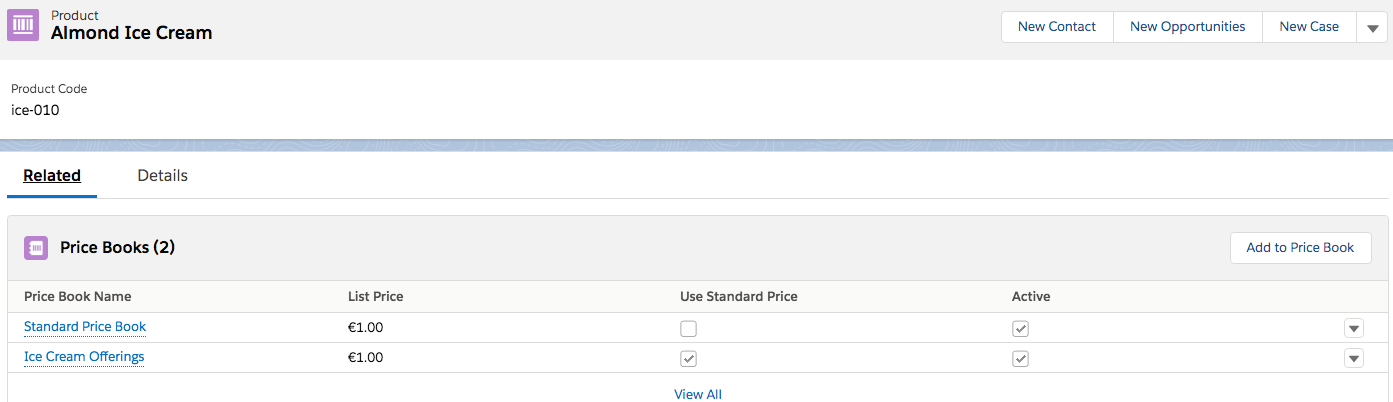 Product
Almond Ice Cream
New Contact New Opportunities New Case
Product Code
ice-010
Related Details
Price Books (2) Add to Price Book
Price Book Name List Price Use Standard Price Active
Standard Price Book €1.00
Ice Cream Offerings €1.00
View All